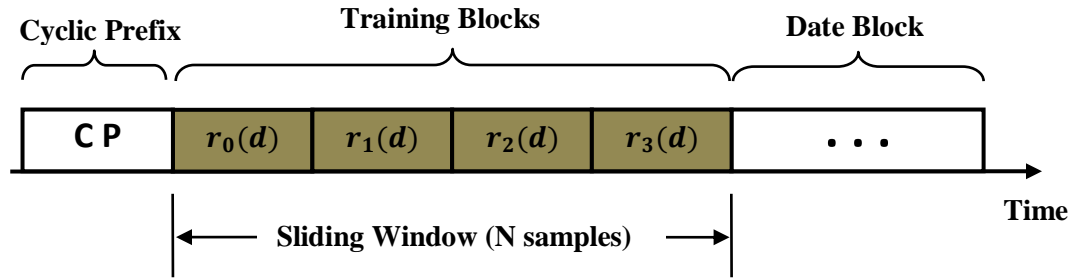 Cyclic Prefix
Training Blocks
Date Block
C P
r₀(d)
r₁(d)
r₂(d)
r₃(d)
. . .
Time
Sliding Window (N samples)